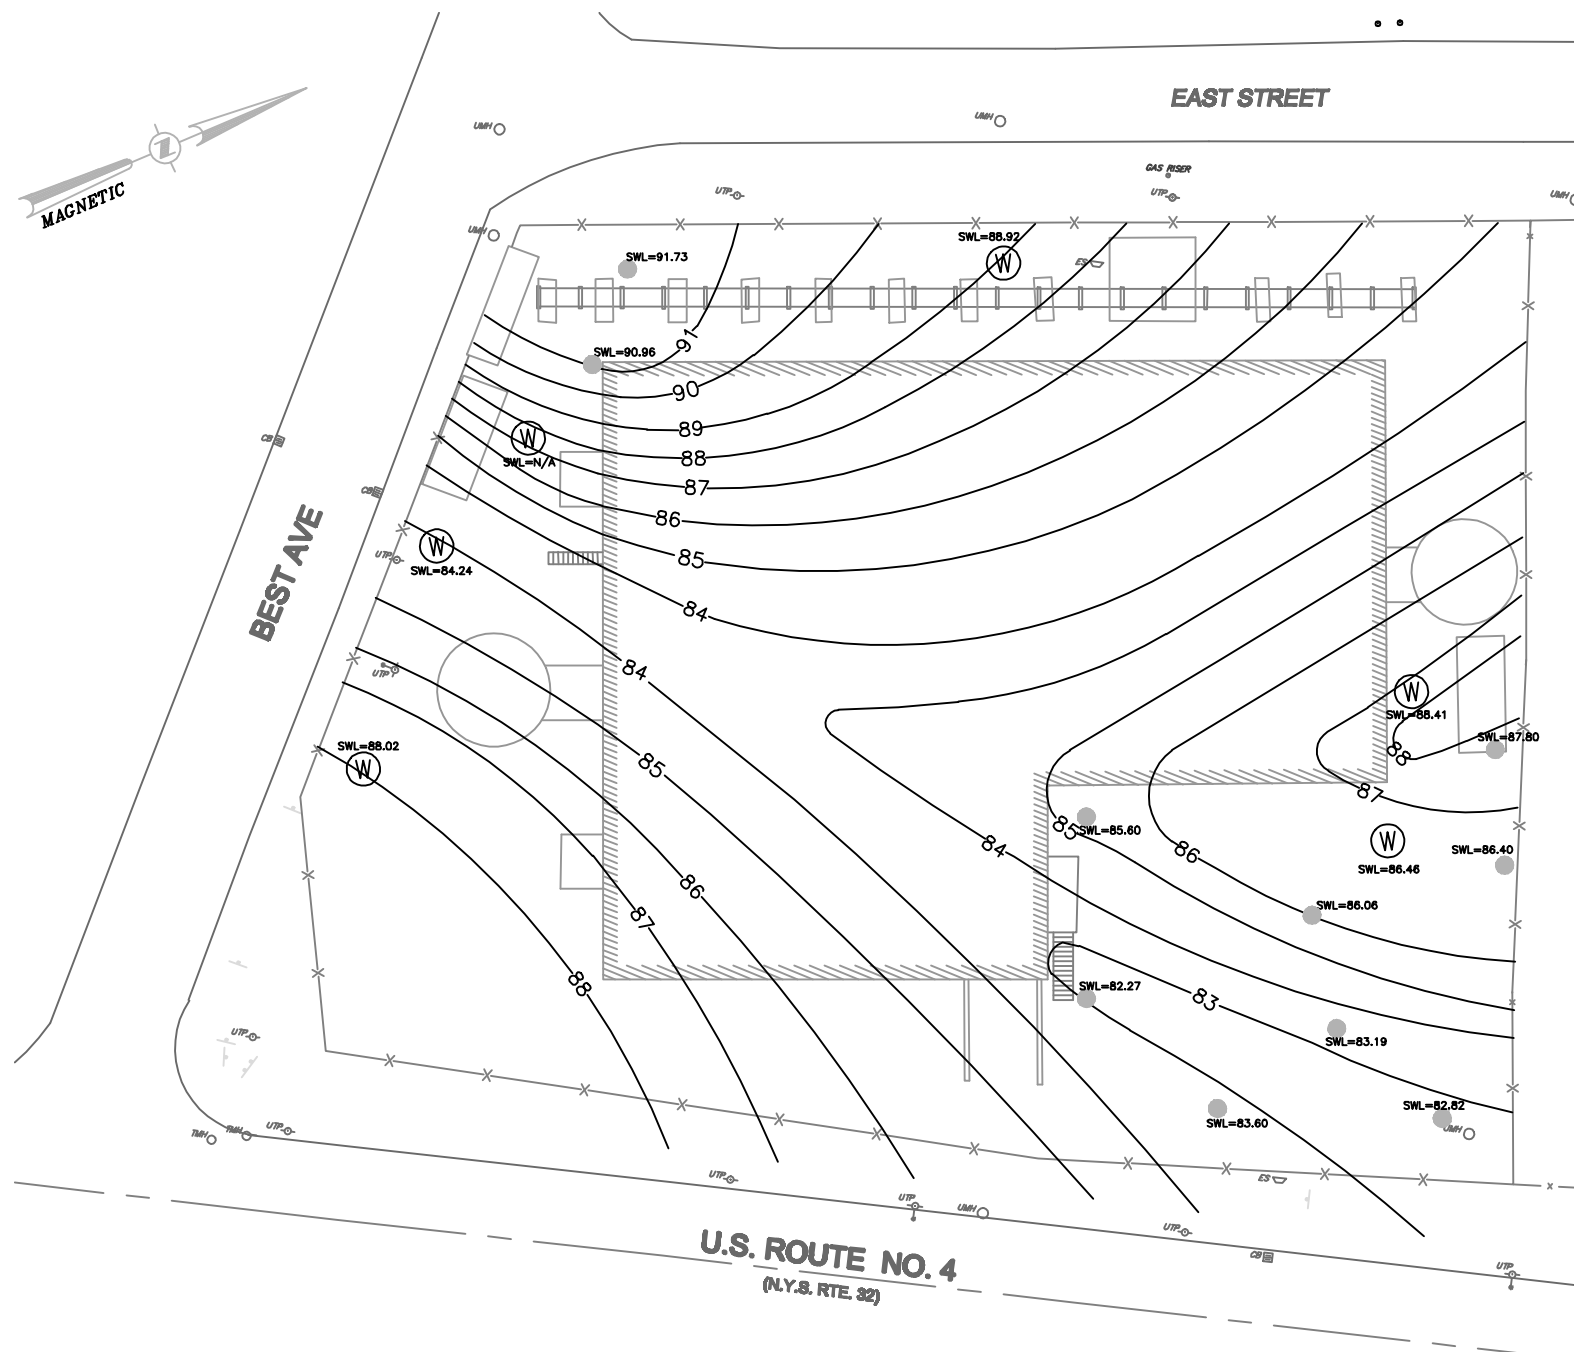 EAST STREET
UMH
UMH
GAS RISER
UTP
UTP
UMH
MAGNETIC
UMH
SWL=88.92
W
SWL=91.73
ES
91
SWL=90.96
90
89
CB
W
88
SWL=N/A
87
CB
86
BEST AVE
W
UTP
85
SWL=84.24
84
84
UTP
W
SWL=88.41
SWL=88.02
W
85
88
SWL=87.80
87
85
SWL=85.60
84
86
W
SWL=86.40
SWL=86.46
86
SWL=86.06
87
88
SWL=82.27
83
UTP
SWL=83.19
SWL=82.82
SWL=83.60
UMH
TMH
TMH
UTP
UTP
ES
UTP
UMH
UTP
U.S. ROUTE NO. 4
CB
UTP
(N.Y.S. RTE. 32)